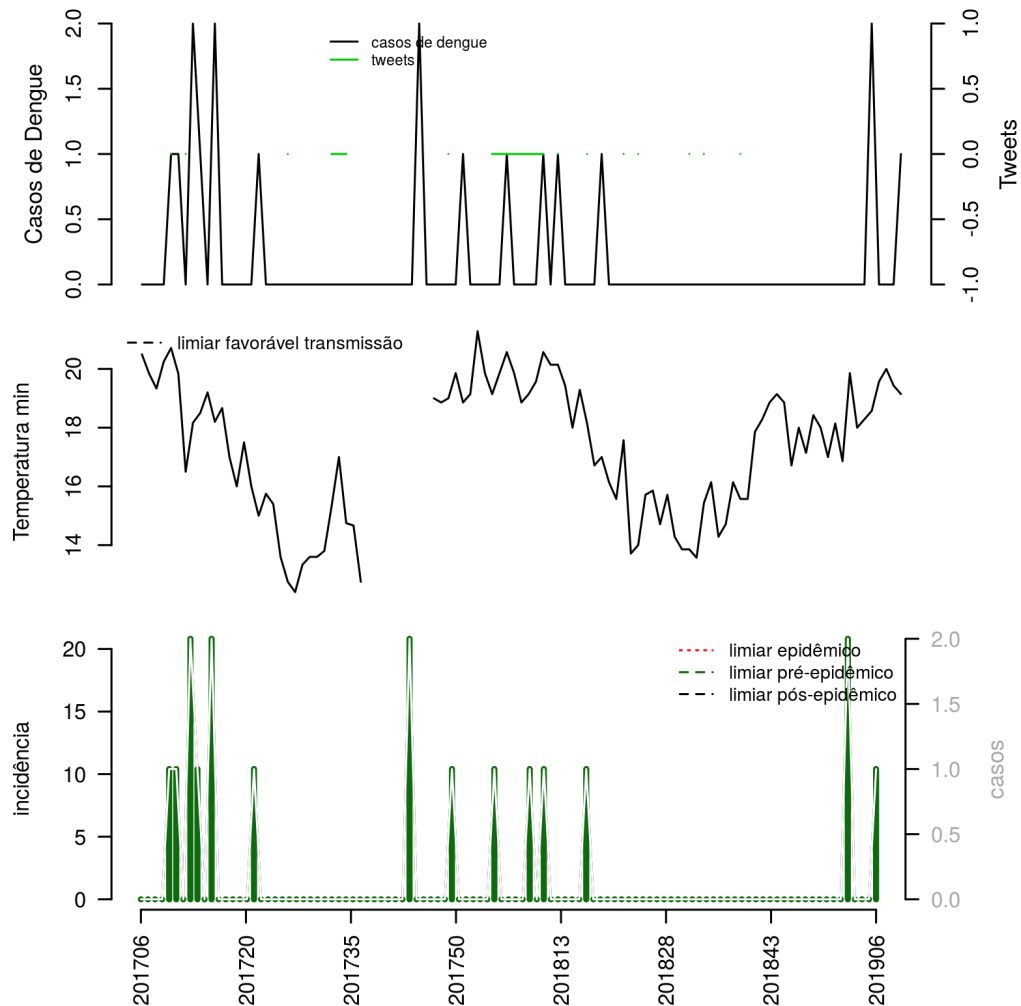 casos de dengue
tweets
Casos de Dengue
0.0 0.5 1.0 1.5 2.0
Tweets
-1.0 -0.5 0.0 0.5 1.0
limiar favorável transmissão
Temperatura min
14 16 18 20
limiar epidêmico
limiar pré-epidêmico
limiar pós-epidêmico
incidência
0
5
10
15
20
casos
0.0
0.5
1.0
1.5
2.0
201706 201720 201735 201750 201813 201828 201843 201906